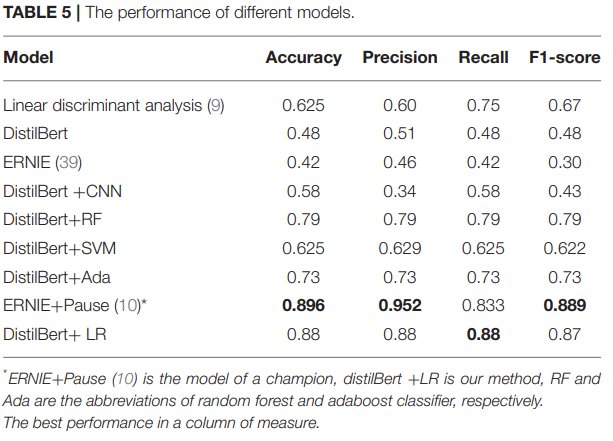 TABLE 5 | The performance of different models.
Model Accuracy Precision Recall F1-score
Linear discriminant analysis (9) 0.625 0.60 0.75 0.67
DistilBert 0.48 0.51 0.48 0.48
ERNIE (39) 0.42 0.46 0.42 0.30
DistilBert +CNN 0.58 0.34 0.58 0.43
DistilBert+RF 0.79 0.79 0.79 0.79
DistilBert+SVM 0.625 0.629 0.625 0.622
DistilBert+Ada 0.73 0.73 0.73 0.73
ERNIE+Pause (10)* 0.896 0.952 0.833 0.889
DistilBert+ LR 0.88 0.88 0.88 0.87
*ERNIE+Pause (10) is the model of a champion, distilBert +LR is our method, RF and
Ada are the abbreviations of random forest and adaboost classifier, respectively.
The best performance in a column of measure.